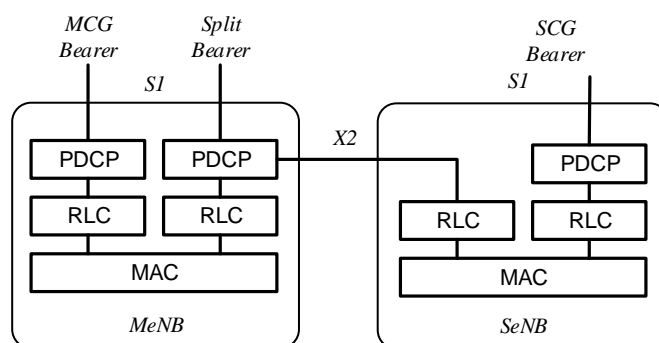 MCG
Bearer
Split
Bearer
SCG
Bearer
S1
S1
X2
PDCP
PDCP
PDCP
RLC
RLC
RLC
RLC
MAC
MAC
MeNB
SeNB